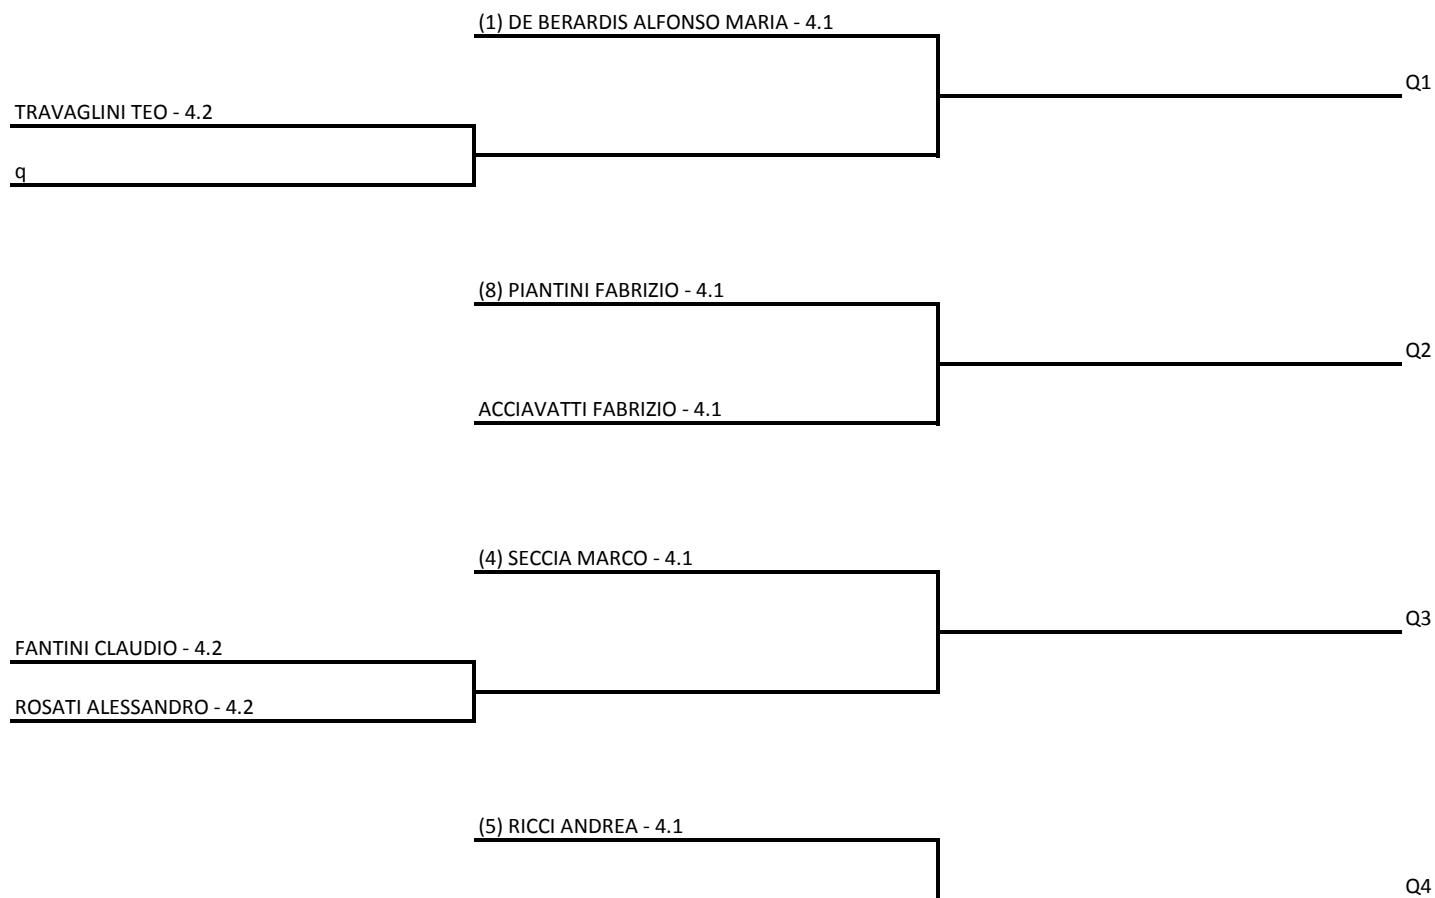 (1) DE BERARDIS ALFONSO MARIA - 4.1
Q1
TRAVAGLINI TEO - 4.2
q
(8) PIANTINI FABRIZIO - 4.1
Q2
ACCIAVATTI FABRIZIO - 4.1
(4) SECCIA MARCO - 4.1
Q3
FANTINI CLAUDIO - 4.2
ROSATI ALESSANDRO - 4.2
(5) RICCI ANDREA - 4.1
Q4